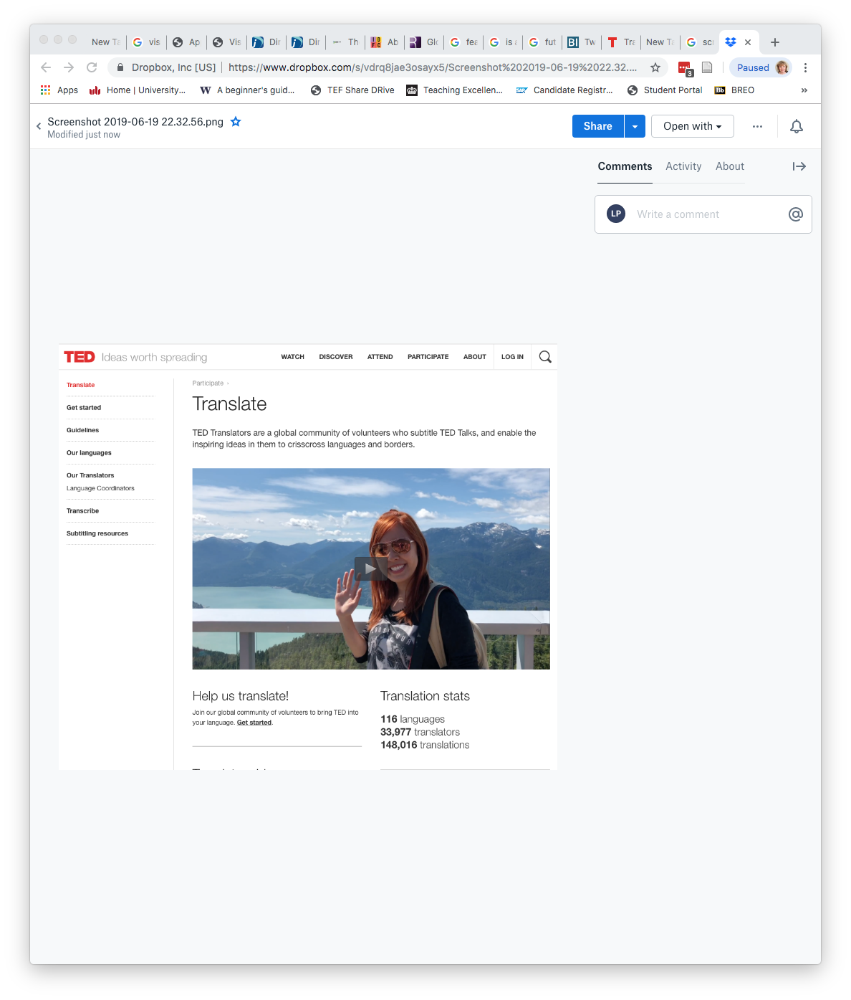 New Ta
vis
Ap
Vis
Dir
Dir
Th
IDFC
Ab
Glo
fea
is a
fut
BI
Tw
T
Tra
New Ta
scr
Dropbox, Inc [US]
https://www.dropbox.com/s/vdrq8jae3osayx5/Screenshot%202019-06-19%2022.32....
3
Paused
Apps
Home | University...
W A beginner's guid...
TEF Share DRive
Teaching Excellen...
SAP Candidate Registr...
Student Portal
Bb BREO
»
Screenshot 2019-06-19 22.32.56.png
Modified just now
Share
Open with
Comments
Activity
About
LP
Write a comment
@
TED Ideas worth spreading
WATCH
DISCOVER
ATTEND
PARTICIPATE
ABOUT
LOG IN
Translate
Get started
Guidelines
Our languages
Our Translators
Language Coordinators
Transcribe
Subtitling resources
Participate ›
Translate
TED Translators are a global community of volunteers who subtitle TED Talks, and enable the
inspiring ideas in them to crisscross languages and borders.
Help us translate!
Join our global community of volunteers to bring TED into
your language. Get started.
Translation stats
116 languages
33,977 translators
148,016 translations